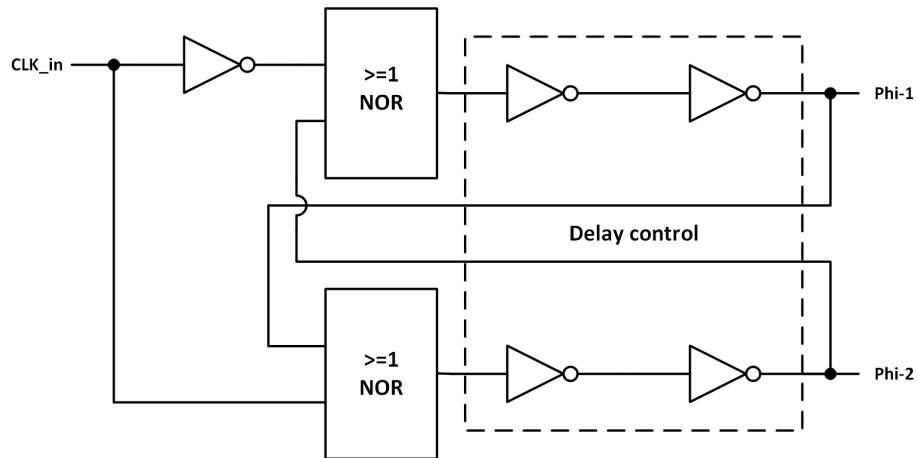 CLK_in
>=1
NOR
Phi-1
Delay control
>=1
NOR
Phi-2